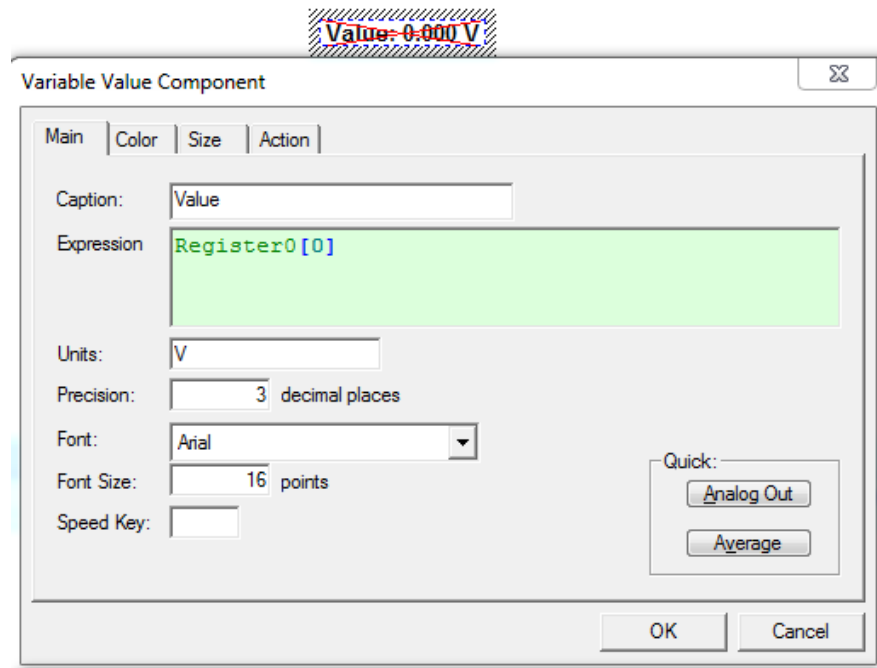 Value: 0.000 V
Variable Value Component
Main Color Size Action
Caption: Value
Expression Register0[0]
Units: V
Precision: 3 decimal places
Font: Arial
Font Size: 16 points
Speed Key:
Quick:
Analog Out
Average
OK Cancel